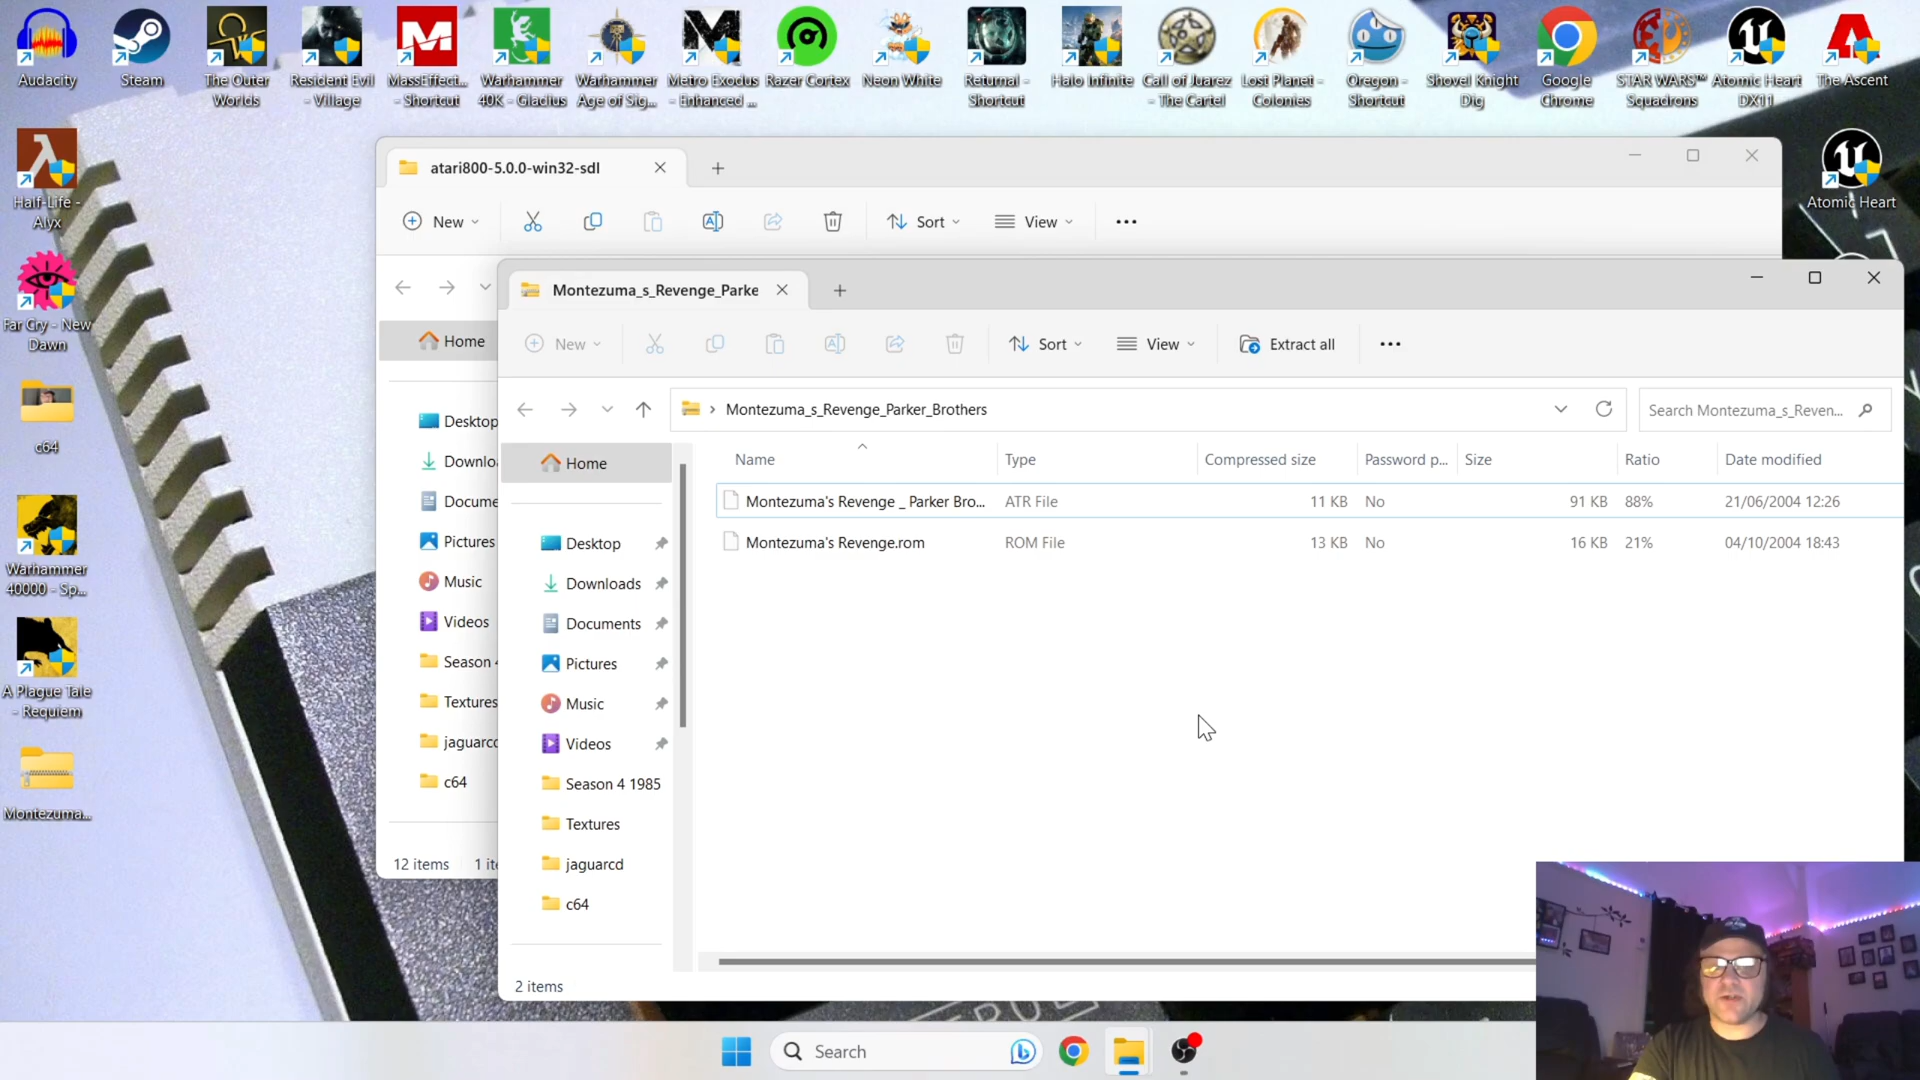 Audacity
Steam
The Outer
Worlds
Resident Evil
- Village
MassEffect...
- Shortcut
Warhammer
40K - Gladius
Warhammer
Age of Sig...
Metro Exodus
- Enhanced ...
Razer Cortex
Neon White
Returnal -
Shortcut
Halo Infinite
Call of Juarez
- The Cartel
Lost Planet -
Colonies
Oregon -
Shortcut
Shovel Knight
Dig
Google
Chrome
STAR WARS™
Squadrons
Atomic Heart
DX11
The Ascent
Half-Life -
Alyx
Far Cry - New
Dawn
c64
Warhammer
40000 - Sp...
A Plague Tale
- Requiem
Montezuma...
Atomic Heart
atari800-5.0.0-win32-sdl
New
Sort
View
Home
Desktop
Downlo
Docume
Pictures
Music
Videos
Season 4
Textures
jaguarc
c64
12 items 1 ite
Montezuma_s_Revenge_Parke
New
Sort
View
Extract all
Montezuma_s_Revenge_Parker_Brothers
Search Montezuma_s_Reven...
Home
Desktop
Downloads
Documents
Pictures
Music
Videos
Season 4 1985
Textures
jaguarcd
c64
Name Type Compressed size Password p... Size Ratio Date modified
Montezuma's Revenge _ Parker Bro... ATR File 11 KB No 91 KB 88% 21/06/2004 12:26
Montezuma's Revenge.rom ROM File 13 KB No 16 KB 21% 04/10/2004 18:43
2 items
Search